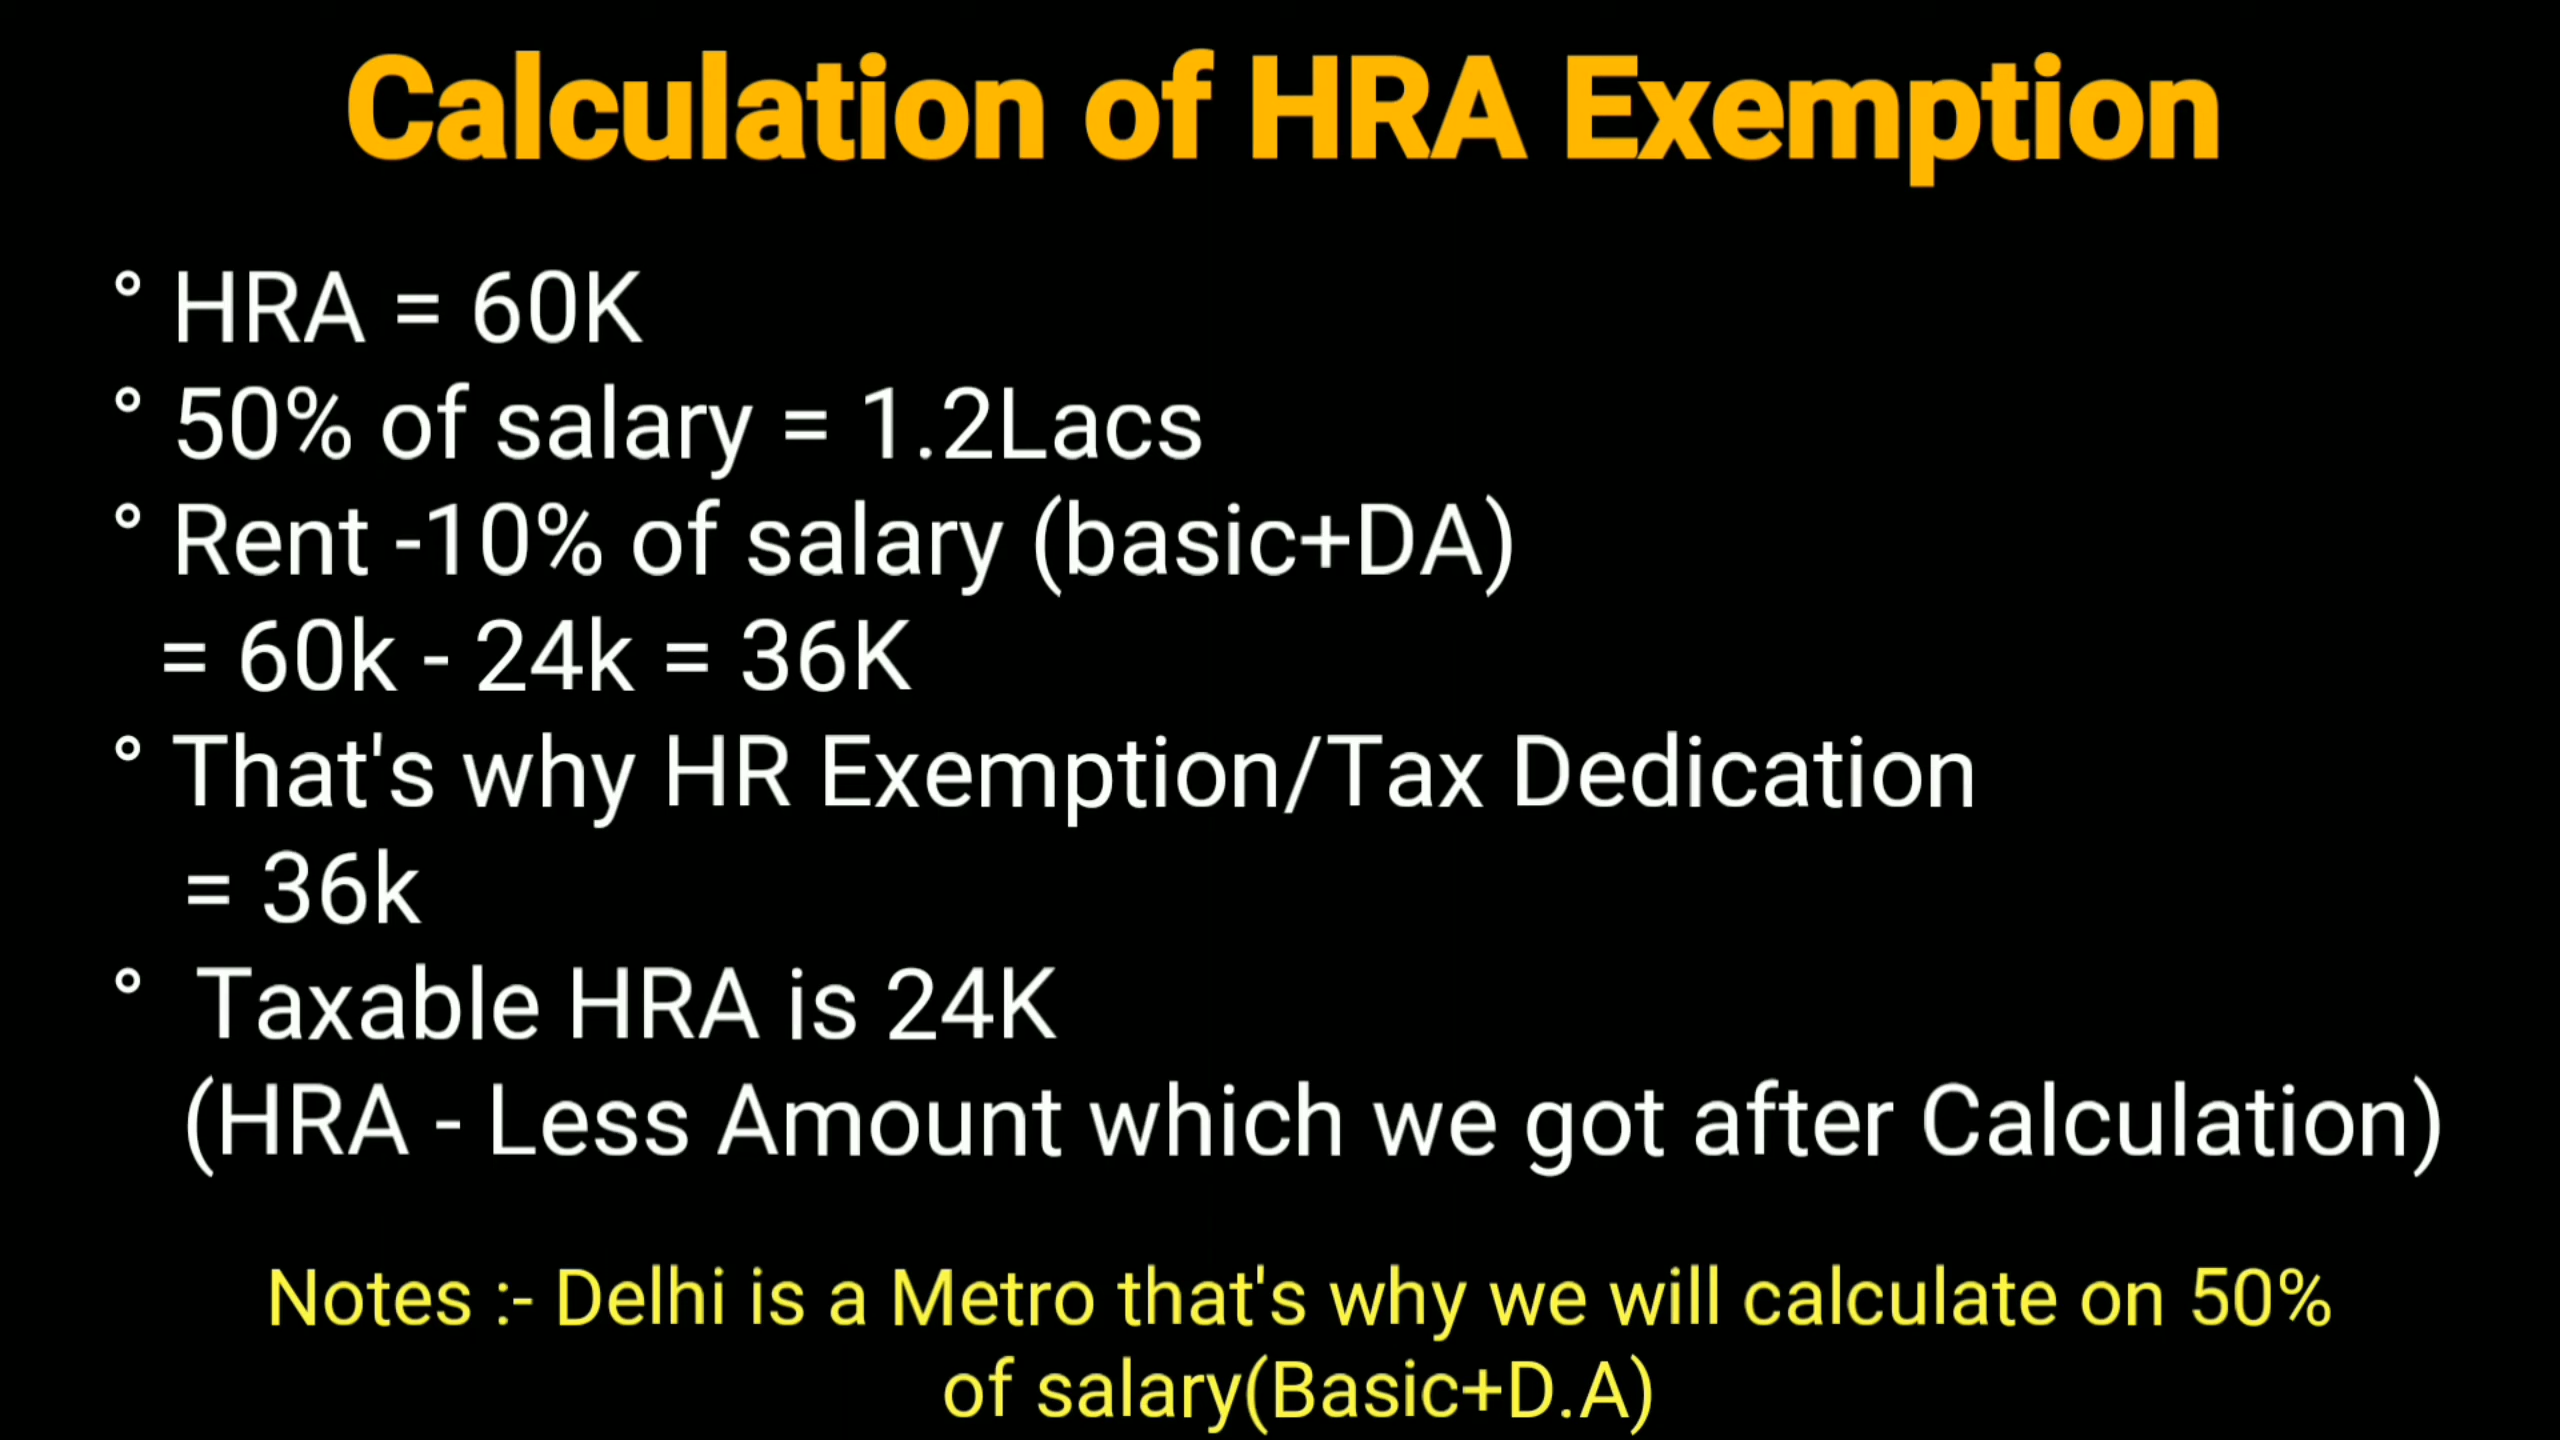 Calculation of HRA Exemption
° HRA = 60K
° 50% of salary = 1.2Lacs
° Rent -10% of salary (basic+DA)
= 60k - 24k = 36K
° That's why HR Exemption/Tax Dedication
= 36k
° Taxable HRA is 24K
(HRA - Less Amount which we got after Calculation)
Notes :- Delhi is a Metro that's why we will calculate on 50%
of salary(Basic+D.A)